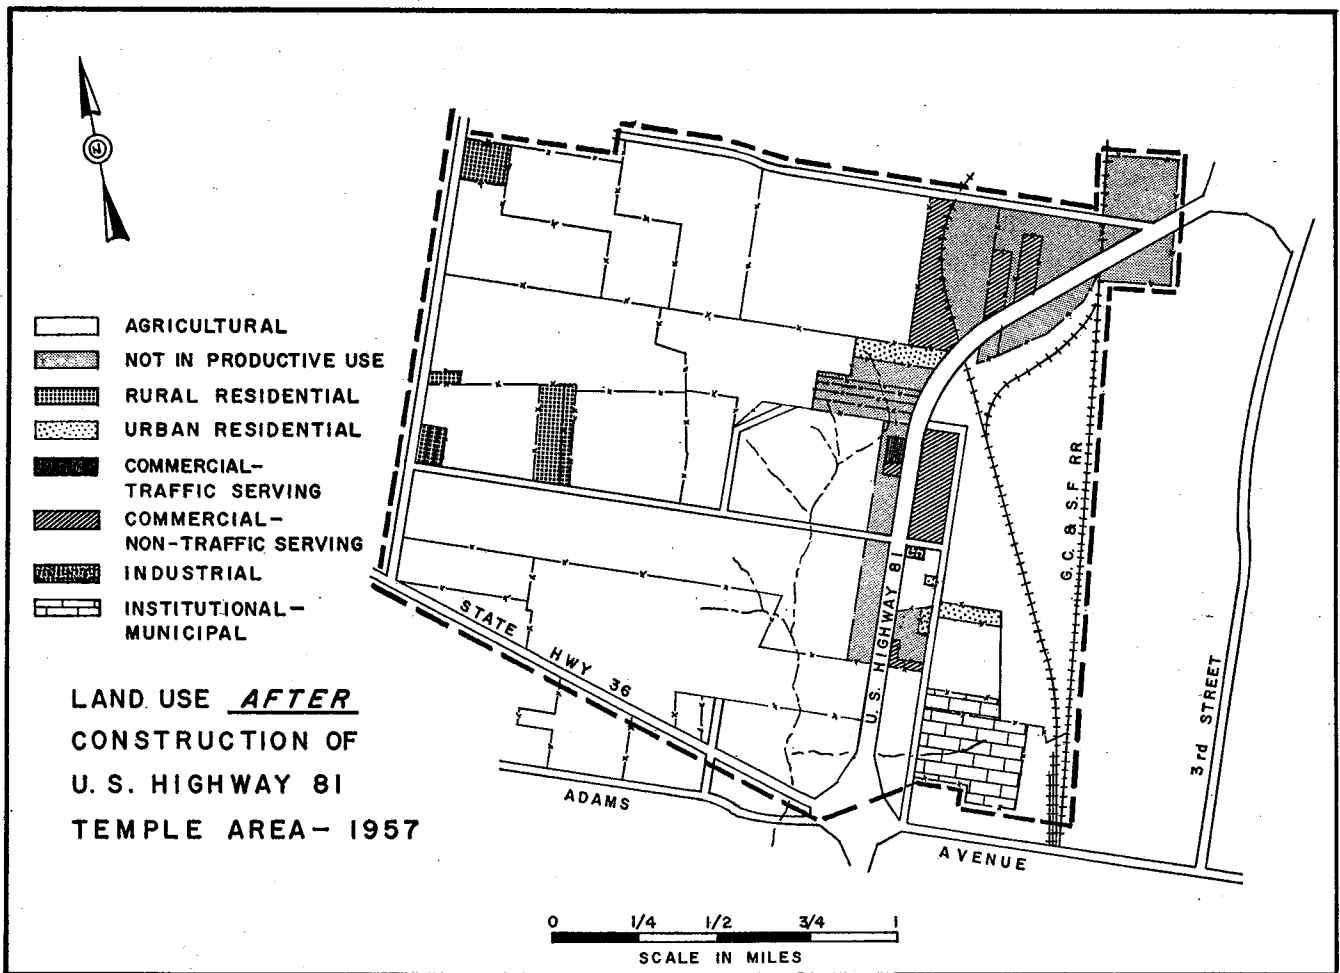 N
AGRICULTURAL
NOT IN PRODUCTIVE USE
RURAL RESIDENTIAL
URBAN RESIDENTIAL
COMMERCIAL-
TRAFFIC SERVING
COMMERCIAL-
NON-TRAFFIC SERVING
INDUSTRIAL
INSTITUTIONAL-
MUNICIPAL
LAND USE AFTER
CONSTRUCTION OF
U.S. HIGHWAY 81
TEMPLE AREA- 1957
STATE HWY 36
U.S. HIGHWAY 81
G.C. & S.F. RR
3rd STREET
ADAMS
AVENUE
0 1/4 1/2 3/4 1
SCALE IN MILES